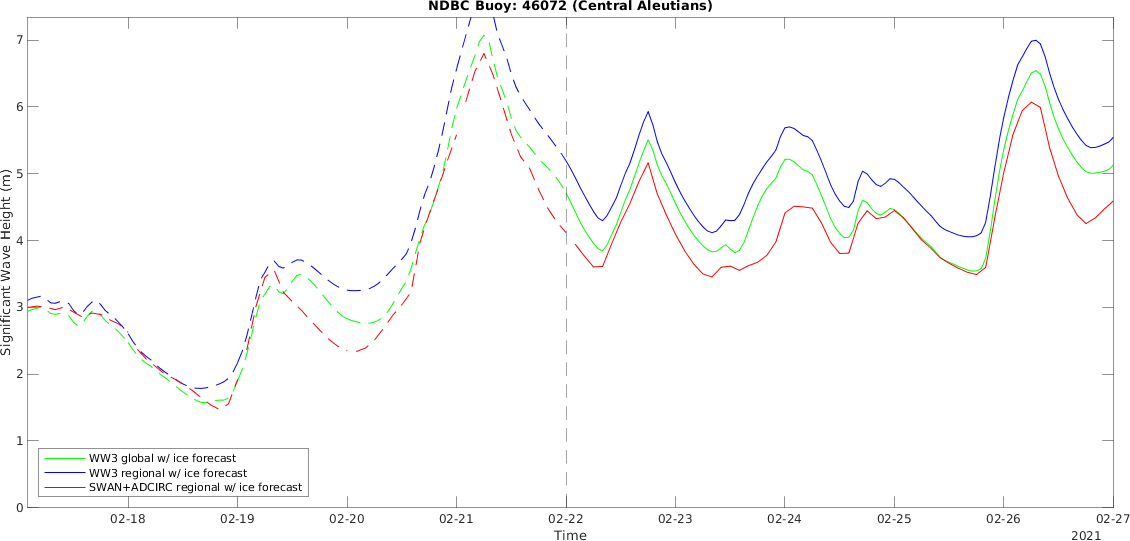 NDBC Buoy: 46072 (Central Aleutians)
Significant Wave Height (m)
7
6
5
4
3
2
1
0
WW3 global w/ ice forecast
WW3 regional w/ ice forecast
SWAN+ADCIRC regional w/ ice forecast
02-18 02-19 02-20 02-21 02-22 02-23 02-24 02-25 02-26 02-27
Time
2021